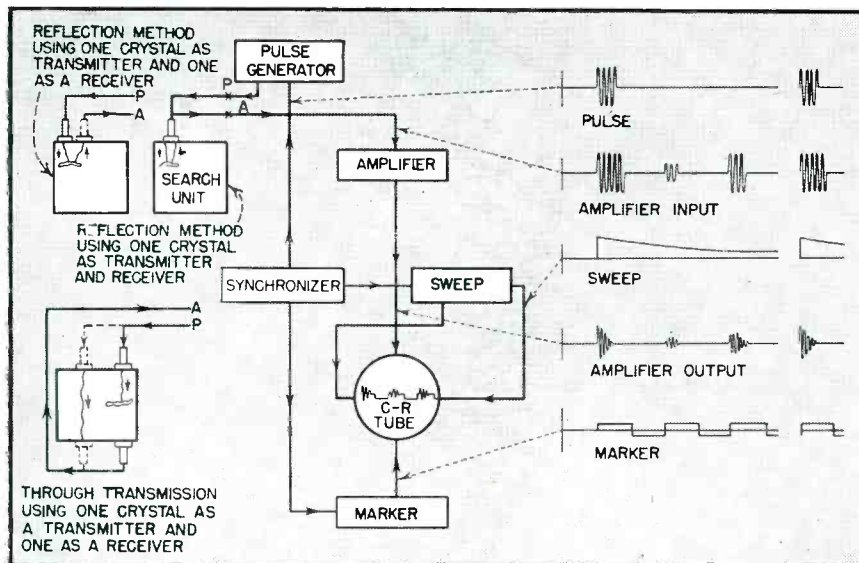 REFLECTION METHOD
USING ONE CRYSTAL AS
TRANSMITTER AND ONE
AS A RECEIVER
P
A
PULSE
GENERATOR
P
A
SEARCH
UNIT
REFLECTION METHOD
USING ONE CRYSTAL
AS TRANSMITTER
AND RECEIVER
AMPLIFIER
SYNCHRONIZER
SWEEP
C-R
TUBE
MARKER
A
P
THROUGH TRANSMISSION
USING ONE CRYSTAL AS
A TRANSMITTER AND
ONE AS A RECEIVER
PULSE
AMPLIFIER INPUT
SWEEP
AMPLIFIER OUTPUT
MARKER